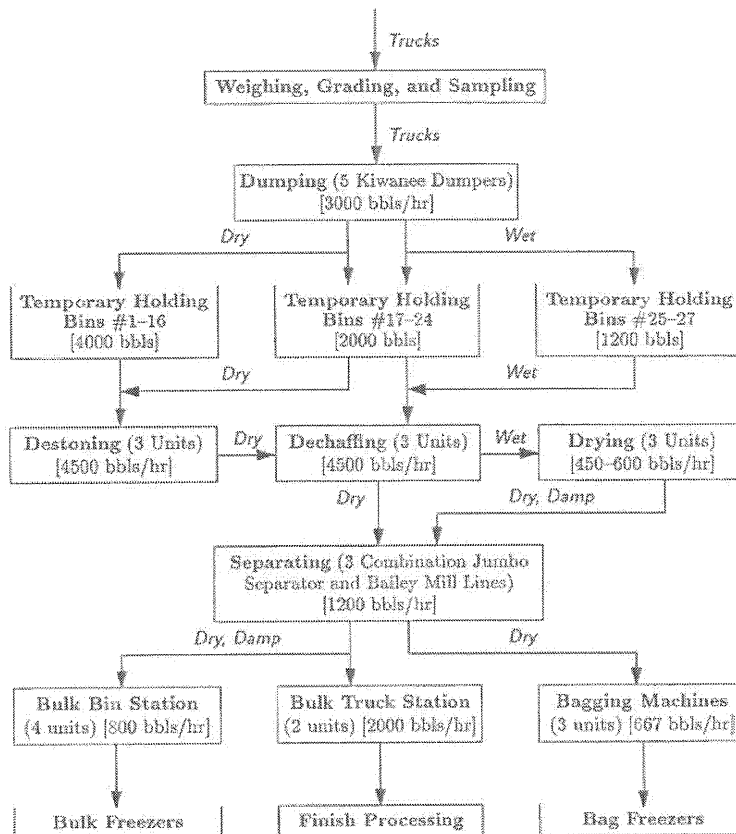 Trucks
Weighing, Grading, and Sampling
Trucks
Dumping (5 Kiwanee Dumpers)
[3000 bbls/hr]
Dry
Wet
Temporary Holding
Bins #1–16
[4000 bbls]
Temporary Holding
Bins #17–24
[2000 bbls]
Temporary Holding
Bins #25–27
[1200 bbls]
Dry
Wet
Destoning (3 Units)
[4500 bbls/hr]
Dry
Dechaffing (3 Units)
[4500 bbls/hr]
Wet
Drying (3 Units)
[450–600 bbls/hr]
Dry
Dry, Damp
Separating (3 Combination Jumbo
Separator and Bailey Mill Lines)
[1200 bbls/hr]
Dry, Damp
Dry
Bulk Bin Station
(4 units) [800 bbls/hr]
Bulk Truck Station
(2 units) [2000 bbls/hr]
Bagging Machines
(3 units) [667 bbls/hr]
Bulk Freezers
Finish Processing
Bag Freezers